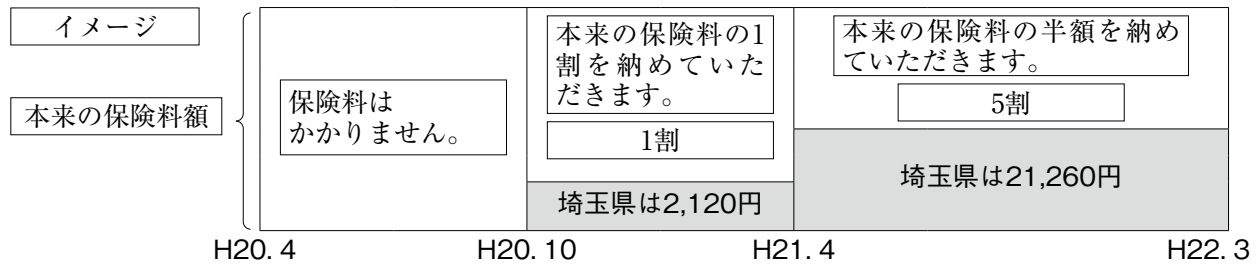 イメージ
本来の保険料額
保険料は
かかりません。
本来の保険料の1
割を納めていた
だきます。
1割
埼玉県は2,120円
本来の保険料の半額を納め
ていただきます。
5割
埼玉県は21,260円
H20. 4
H20. 10
H21. 4
H22. 3